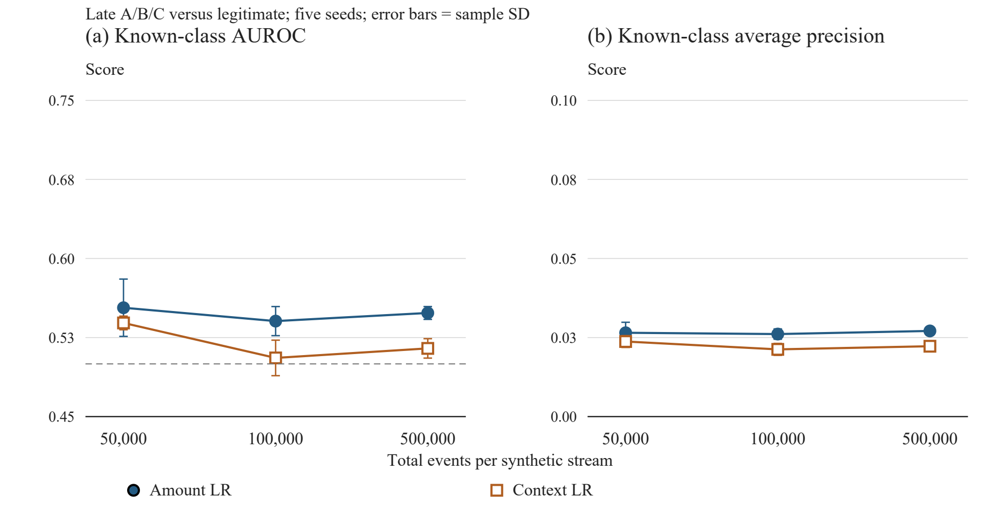 Late A/B/C versus legitimate; five seeds; error bars = sample SD
(a) Known-class AUROC
Score
0.75
0.68
0.60
0.53
0.45
50,000 100,000 500,000
(b) Known-class average precision
Score
0.10
0.08
0.05
0.03
0.00
50,000 100,000 500,000
Total events per synthetic stream
Amount LR Context LR